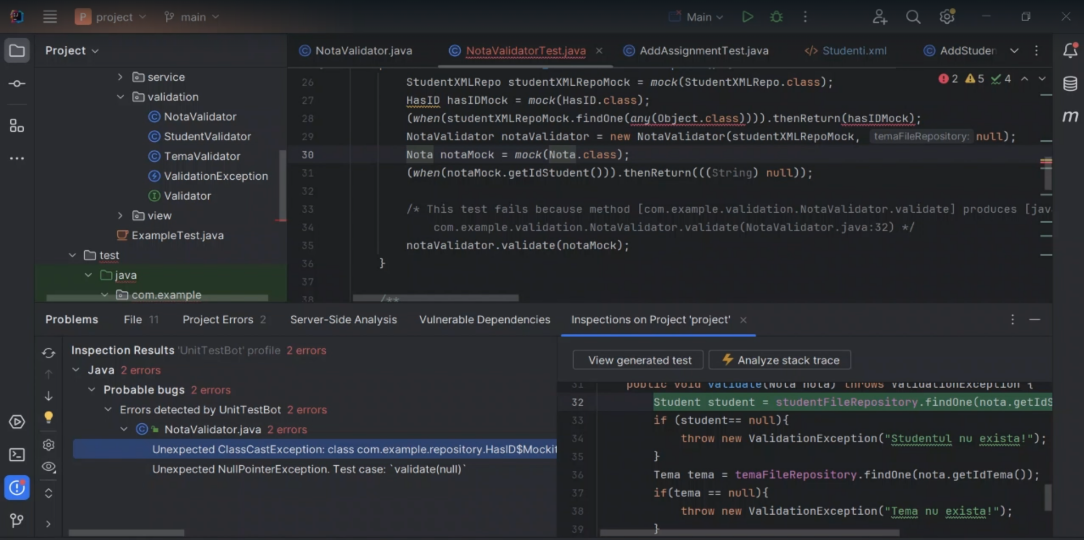 P project main Main
Project
NotaValidator.java NotaValidatorTest.java AddAssignmentTest.java Studenti.xml AddStuden
service
validation
NotaValidator
StudentValidator
TemaValidator
ValidationException
Validator
view
ExampleTest.java
test
java
com.example
2 5 4
26 StudentXMLRepo studentXMLRepoMock = mock(StudentXMLRepo.class);
27 HasID hasIDMock = mock(HasID.class);
28 (when(studentXMLRepoMock.findOne(any(Object.class)))).thenReturn(hasIDMock);
29 NotaValidator notaValidator = new NotaValidator(studentXMLRepoMock, temaFileRepository: null);
30 Nota notaMock = mock(Nota.class);
31 (when(notaMock.getIdStudent())).thenReturn(((String) null));
32
33 /* This test fails because method [com.example.validation.NotaValidator.validate] produces [jav
34 com.example.validation.NotaValidator.validate(NotaValidator.java:32) */
35 notaValidator.validate(notaMock);
36 }
37
38 /**
Problems File 11 Project Errors 2 Server-Side Analysis Vulnerable Dependencies Inspections on Project 'project'
Inspection Results 'UnitTestBot' profile 2 errors
Java 2 errors
Probable bugs 2 errors
Errors detected by UnitTestBot 2 errors
NotaValidator.java 2 errors
Unexpected ClassCastException: class com.example.repository.HasID$Mockit
Unexpected NullPointerException. Test case: `validate(null)`
View generated test Analyze stack trace
31 public void validate(Nota nota) throws ValidationException {
32 Student student = studentFileRepository.findOne(nota.getIdS
33 if (student== null){
34 throw new ValidationException("Studentul nu exista!");
35 }
36 Tema tema = temaFileRepository.findOne(nota.getIdTema());
37 if(tema == null){
38 throw new ValidationException("Tema nu exista!");
39 }